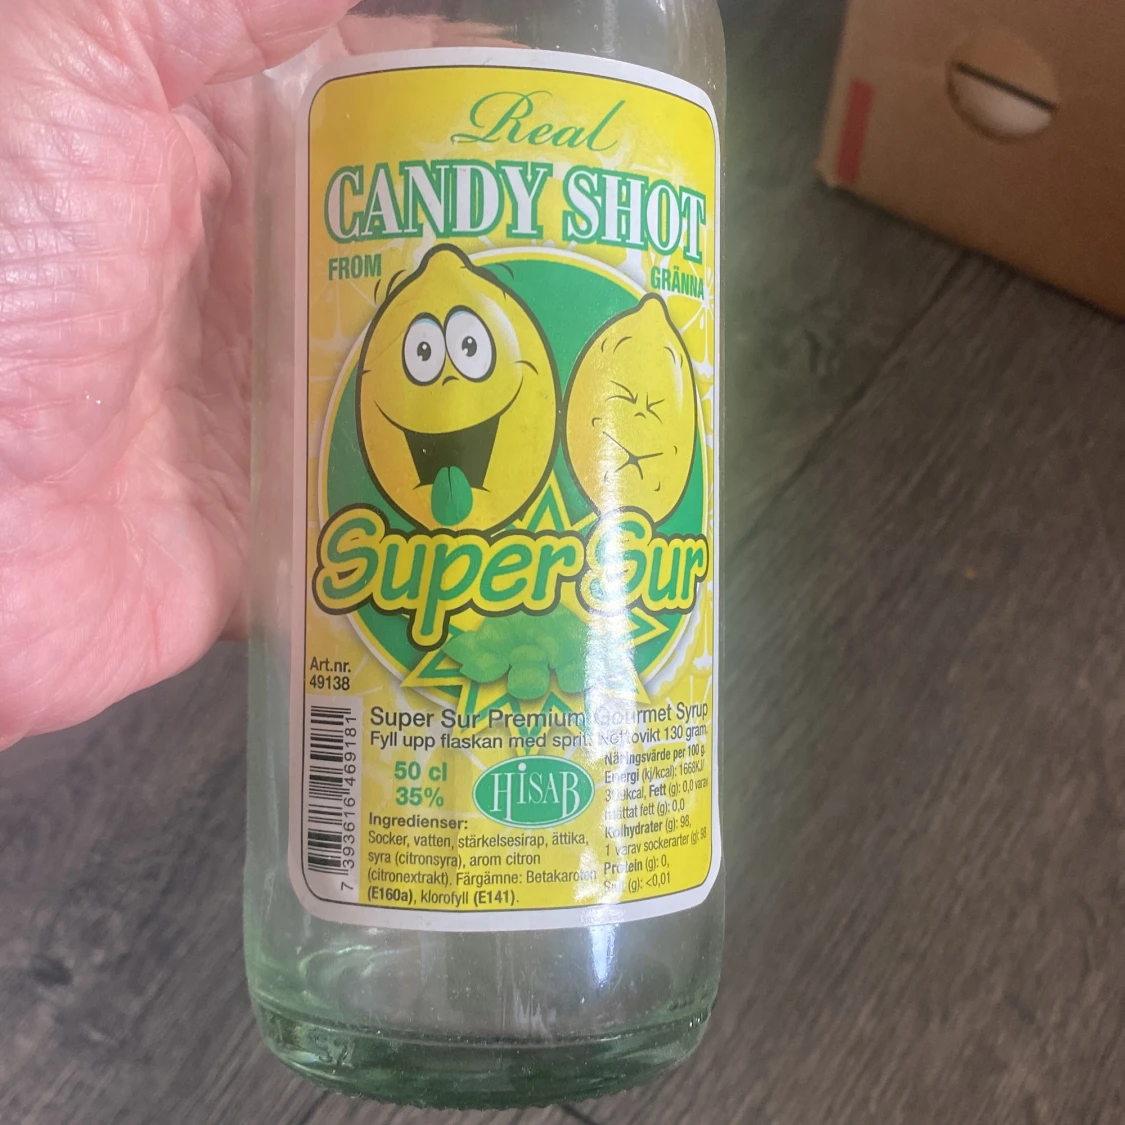 Real
CANDY SHOT
FROM
GRÄNNA
Super Sur
Art.nr.
49138
Super Sur Premium Gourmet Syrup
Fyll upp flaskan med sprit. Nettovikt 130 gram.
50 cl
35%
HISAB
Ingredienser:
Socker, vatten, stärkelsesirap, ättika,
syra (citronsyra), arom citron
(citronextrakt). Färgämne: Betakaroten
(E160a), klorofyll (E141).
Näringsvärde per 100 g.
Energi (kj/kcal): 1668KJ/
kcal, Fett (g): 0,0 varav
mättat fett (g): 0,0
Kolhydrater (g): 98,
1 varav sockerarter (g): 98
Protein (g): 0,
Salt (g): <0,01
7 393616 469181